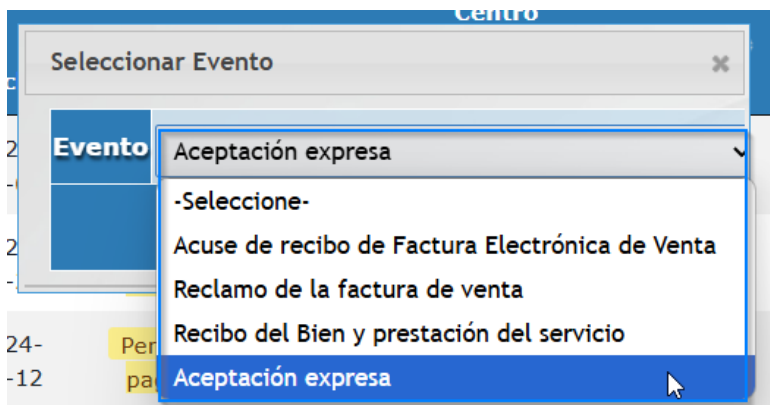 Centro
Seleccionar Evento
Evento
Aceptación expresa
-Seleccione-
Acuse de recibo de Factura Electrónica de Venta
Reclamo de la factura de venta
Recibo del Bien y prestación del servicio
Aceptación expresa
24-
-12